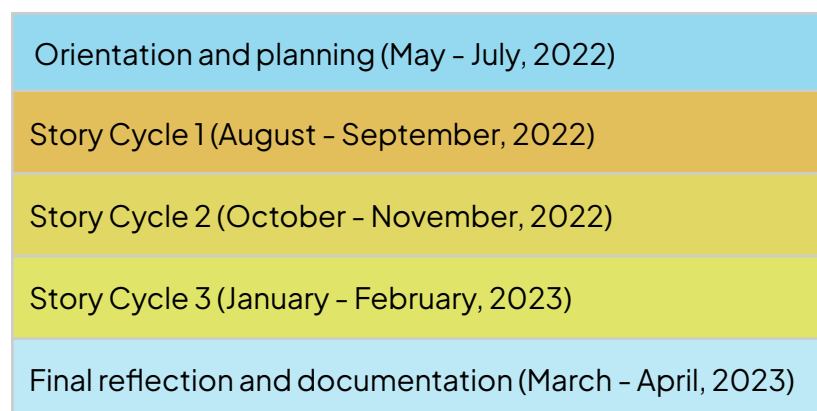 Orientation and planning (May - July, 2022)
Story Cycle 1 (August - September, 2022)
Story Cycle 2 (October - November, 2022)
Story Cycle 3 (January - February, 2023)
Final reflection and documentation (March - April, 2023)